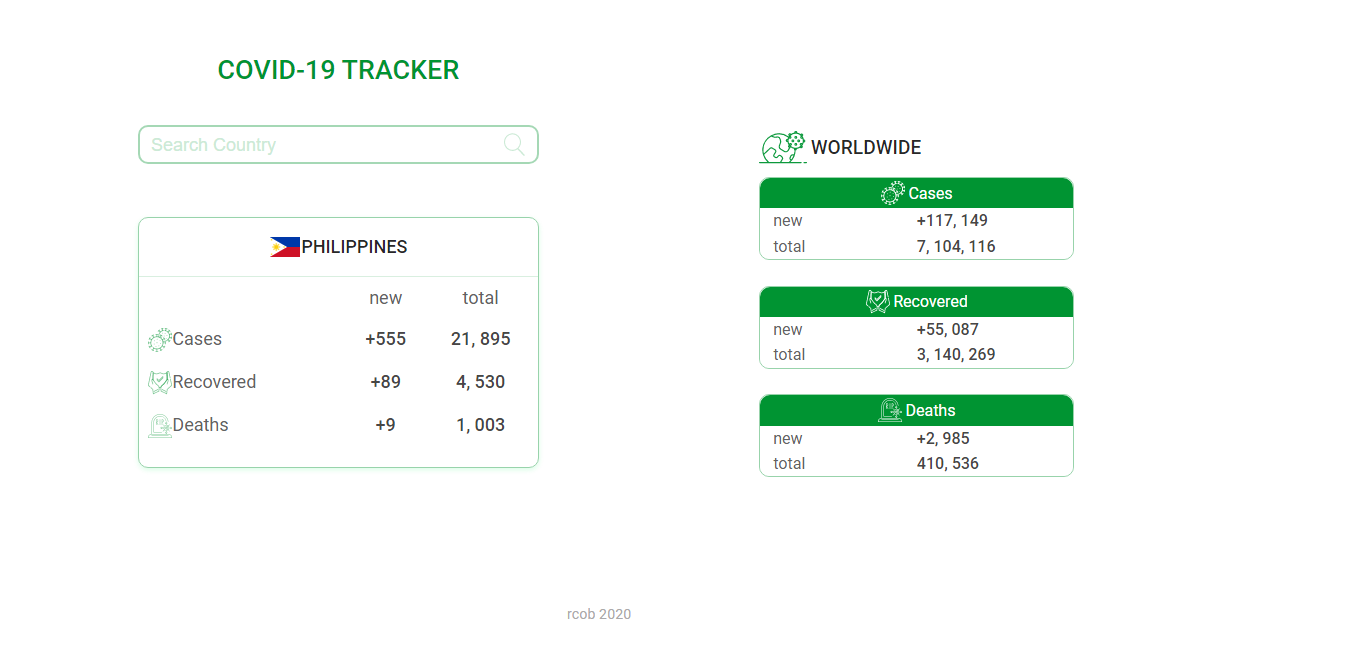 COVID-19 TRACKER
Search Country
PHILIPPINES
new total
Cases +555 21, 895
Recovered +89 4, 530
Deaths +9 1, 003
WORLDWIDE
Cases
new +117, 149
total 7, 104, 116
Recovered
new +55, 087
total 3, 140, 269
Deaths
new +2, 985
total 410, 536
rcob 2020